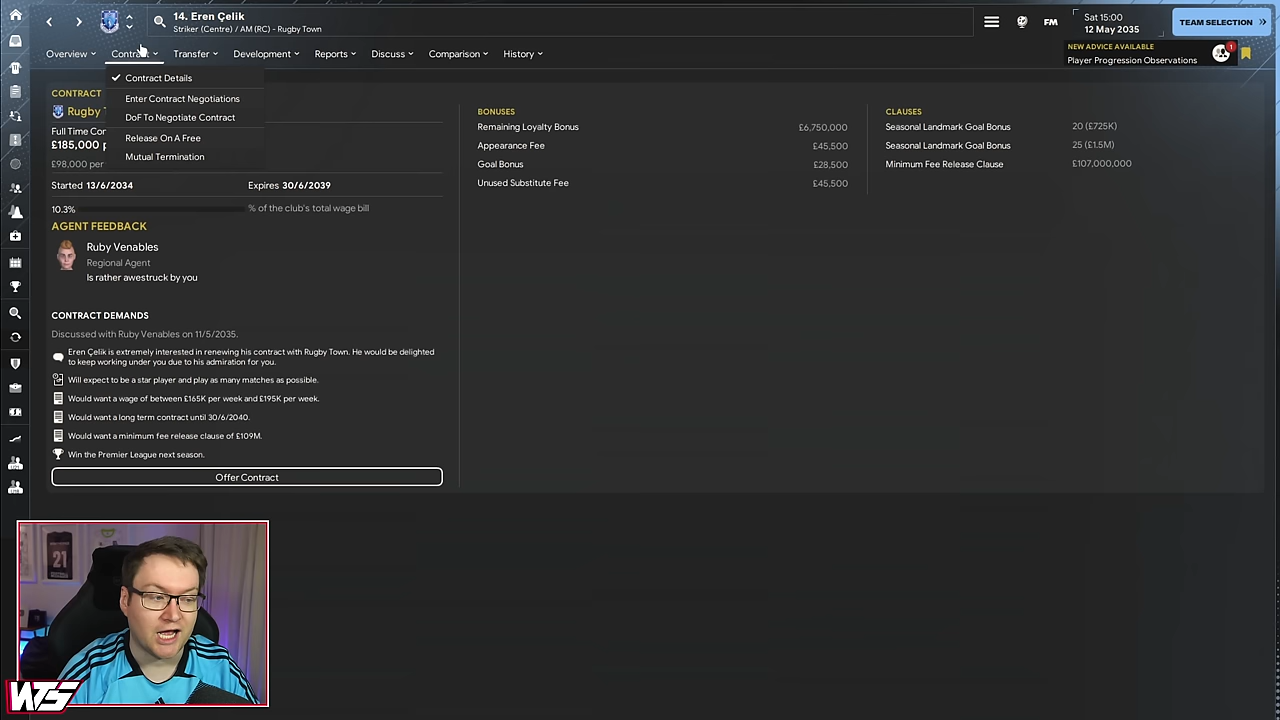 14. Eren Çelik
Striker (Centre) / AM (RC) - Rugby Town
FM
Sat 15:00
12 May 2035
TEAM SELECTION
Overview
Contract
Transfer
Development
Reports
Discuss
Comparison
History
NEW ADVICE AVAILABLE
Player Progression Observations
1
Contract Details
Enter Contract Negotiations
DoF To Negotiate Contract
Release On A Free
Mutual Termination
CONTRACT
Rugby
Full Time Con
£185,000 p
£98,000 per
Started 13/6/2034
Expires 30/6/2039
10.3%
% of the club's total wage bill
AGENT FEEDBACK
Ruby Venables
Regional Agent
Is rather awestruck by you
CONTRACT DEMANDS
Discussed with Ruby Venables on 11/5/2035.
Eren Çelik is extremely interested in renewing his contract with Rugby Town. He would be delighted
to keep working under you due to his admiration for you.
Will expect to be a star player and play as many matches as possible.
Would want a wage of between £165K per week and £195K per week.
Would want a long term contract until 30/6/2040.
Would want a minimum fee release clause of £109M.
Win the Premier League next season.
Offer Contract
BONUSES
Remaining Loyalty Bonus £6,750,000
Appearance Fee £45,500
Goal Bonus £28,500
Unused Substitute Fee £45,500
CLAUSES
Seasonal Landmark Goal Bonus 20 (£725K)
Seasonal Landmark Goal Bonus 25 (£1.5M)
Minimum Fee Release Clause £107,000,000
21
WTS